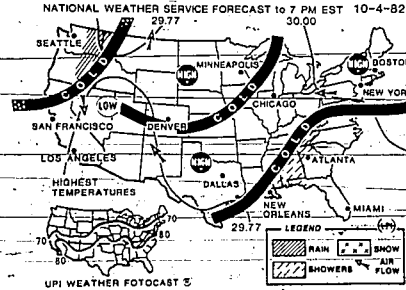 NATIONAL WEATHER SERVICE FORECAST to 7 PM EST 10-4-82
29.77
30.00
SEATTLE
COLD
MINNEAPOLIS
HIGH
HIGH
BOSTON
NEW YORK
LOW
COLD
CHICAGO
SAN FRANCISCO
DENVER
COLD
LOS ANGELES
HIGH
ATLANTA
DALLAS
HIGHEST
TEMPERATURES
NEW
ORLEANS
MIAMI
29.77
70
80
70
80
LEGEND
RAIN
SNOW
SHOWERS
AIR
FLOW
UPI WEATHER FOTOCAST